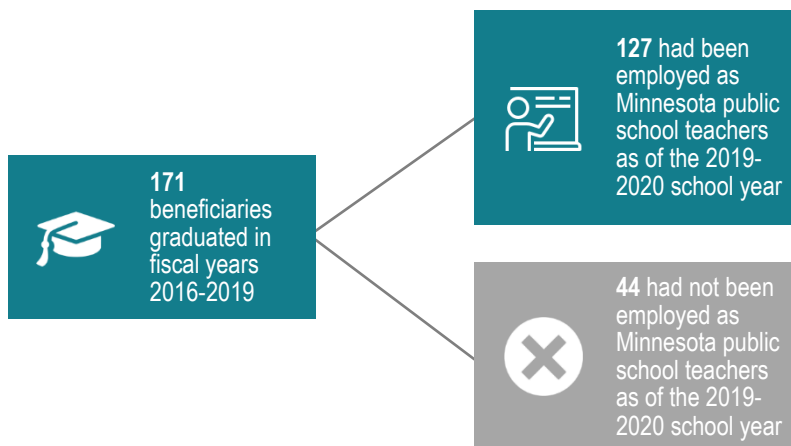 171
beneficiaries
graduated in
fiscal years
2016-2019
127 had been
employed as
Minnesota public
school teachers
as of the 2019-
2020 school year
44 had not been
employed as
Minnesota public
school teachers
as of the 2019-
2020 school year